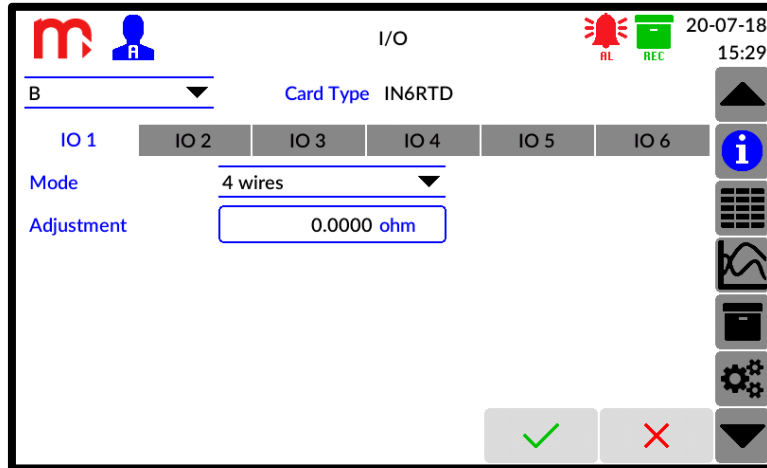 I/O
20-07-18
15:29
A
AL
REC
B
Card Type IN6RTD
IO 1 IO 2 IO 3 IO 4 IO 5 IO 6
Mode 4 wires
Adjustment 0.0000 ohm